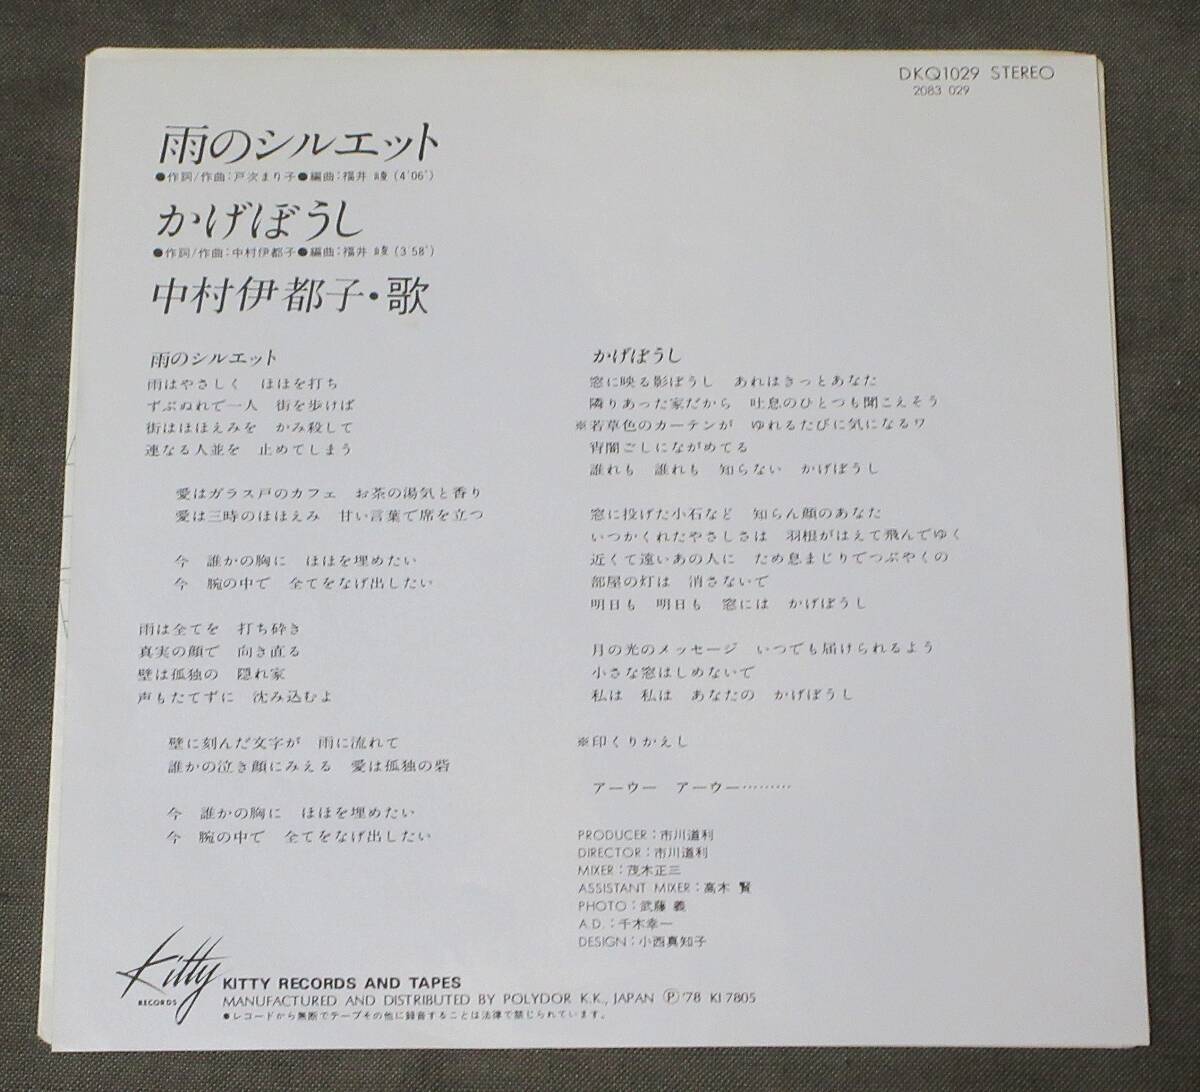 DKQ1029 STEREO
2083 029
雨のシルエット
●作詞/作曲:戸次まり子●編曲:福井 崚(4'06")
かげぼうし
●作詞/作曲:中村伊都子●編曲:福井 崚(3'58")
中村伊都子・歌
雨のシルエット
雨はやさしく ほほを打ち
ずぶぬれで一人 街を歩けば
街はほほえみを かみ殺して
連なる人並を 止めてしまう
愛はガラス戸のカフェ お茶の湯気と香り
愛は三時のほほえみ 甘い言葉で席を立つ
今 誰かの胸に ほほを埋めたい
今 腕の中で 全てをなげ出したい
雨は全てを 打ち砕き
真実の顔で 向き直る
壁は孤独の 隠れ家
声もたてずに 沈み込むよ
壁に刻んだ文字が 雨に流れて
誰かの泣き顔にみえる 愛は孤独の砦
今 誰かの胸に ほほを埋めたい
今 腕の中で 全てをなげ出したい
かげぼうし
窓に映る影ぼうし あれはきっとあなた
隣りあった家だから 吐息のひとつも聞こえそう
※若草色のカーテンが ゆれるたびに気になるワ
宵闇ごしにながめてる
誰れも 誰れも 知らない かげぼうし
窓に投げた小石など 知らん顔のあなた
いつかくれたやさしさは 羽根がはえて飛んでゆく
近くて遠いあの人に ため息まじりでつぶやくの
部屋の灯は 消さないで
明日も 明日も 窓には かげぼうし
月の光のメッセージ いつでも届けられるよう
小さな窓はしめないで
私は 私は あなたの かげぼうし
※印くりかえし
アーウー アーウー………
PRODUCER:市川道利
DIRECTOR:市川道利
MIXER:茂木正三
ASSISTANT MIXER:高木 賢
PHOTO:武藤 義
A.D.:千木幸一
DESIGN:小西真知子
Kitty RECORDS
KITTY RECORDS AND TAPES
MANUFACTURED AND DISTRIBUTED BY POLYDOR K.K., JAPAN Ⓟ'78 KI 7805
●レコードから無断でテープその他に録音することは法律で禁じられています。